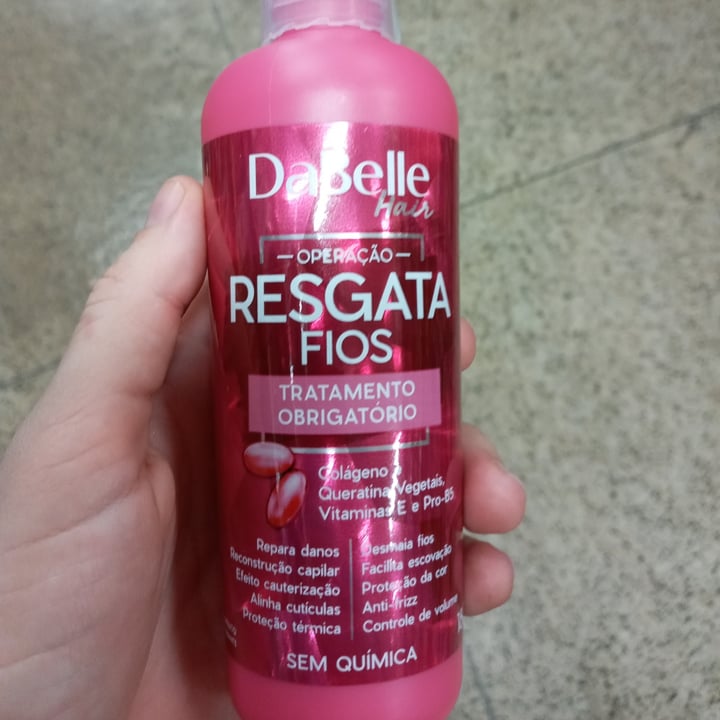 DaBelle
Hair
OPERAÇÃO
RESGATA
FIOS
TRATAMENTO
OBRIGATÓRIO
Colágeno e
Queratina Vegetais,
Vitaminas E e Pro-B5
Repara danos
Reconstrução capilar
Efeito cauterização
Alinha cutículas
Proteção térmica
Desmaia fios
Facilita escovação
Proteção da cor
Anti-frizz
Controle de volume
SEM QUÍMICA